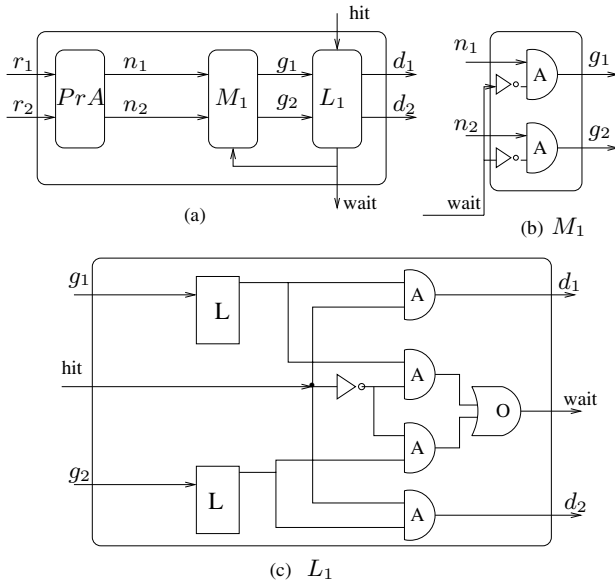 hit
r₁ n₁ g₁ d₁
PrA M₁ L₁
r₂ n₂ g₂ d₂
wait
(a)
n₁ A g₁
n₂ A g₂
wait
(b) M₁
g₁ L A d₁
hit A O wait
A
g₂ L A d₂
(c) L₁